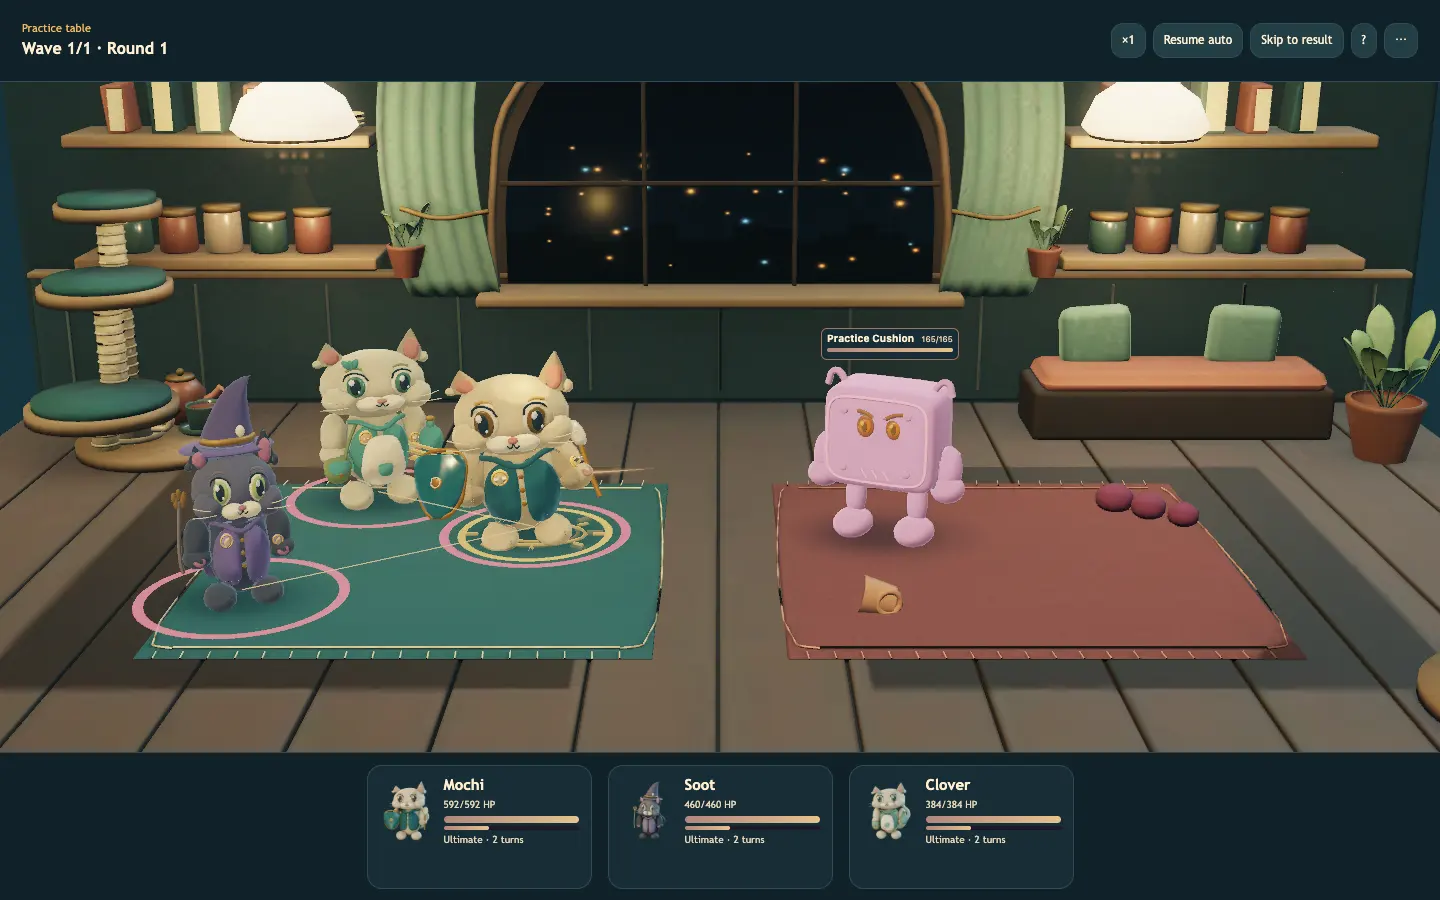 Practice table
Wave 1/1 · Round 1
×1
Resume auto
Skip to result
?
···
Practice Cushion 165/165
Mochi
592/592 HP
Ultimate · 2 turns
Soot
460/460 HP
Ultimate · 2 turns
Clover
384/384 HP
Ultimate · 2 turns